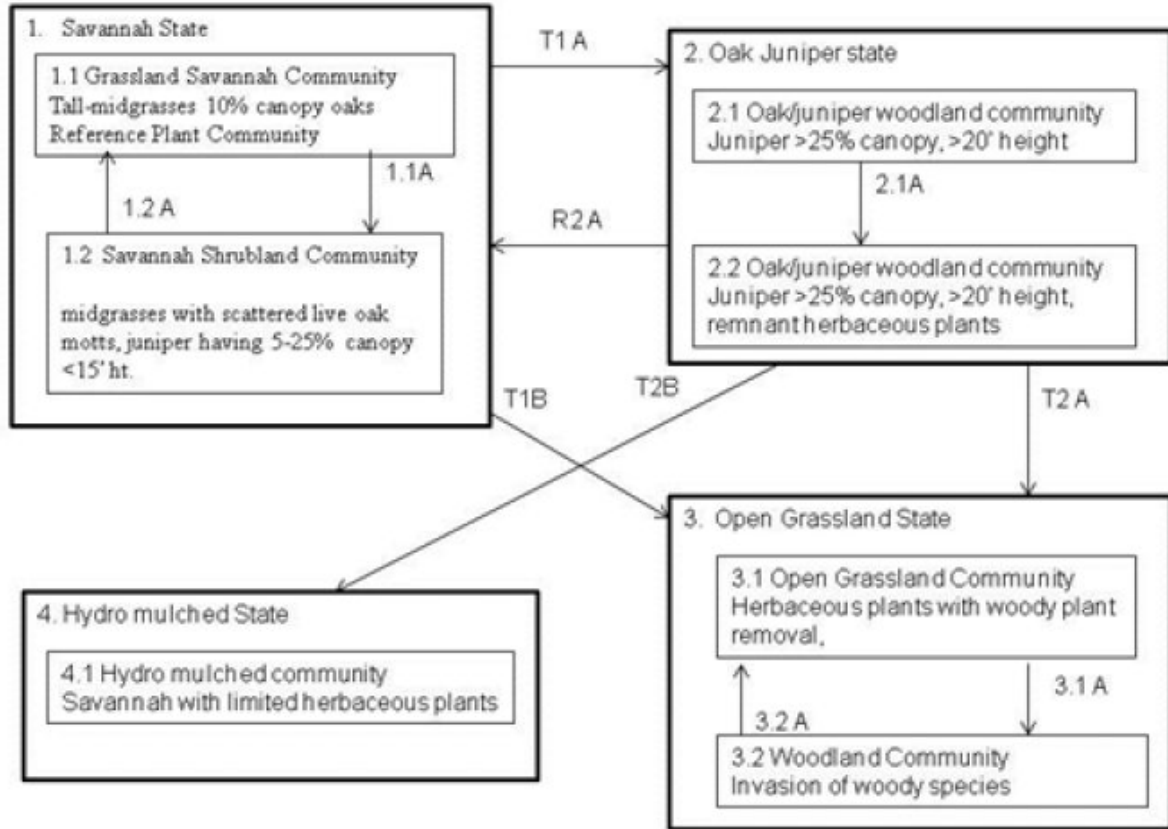 1. Savannah State
1.1 Grassland Savannah Community
Tall-midgrasses 10% canopy oaks
Reference Plant Community
1.1A
1.2 A
1.2 Savannah Shrubland Community
midgrasses with scattered live oak
motts, juniper having 5-25% canopy
<15' ht.
T1 A
R2 A
2. Oak Juniper state
2.1 Oak/juniper woodland community
Juniper >25% canopy, >20' height
2.1A
2.2 Oak/juniper woodland community
Juniper >25% canopy, >20' height,
remnant herbaceous plants
T1B
T2B
T2 A
3. Open Grassland State
3.1 Open Grassland Community
Herbaceous plants with woody plant
removal,
3.1 A
3.2 A
3.2 Woodland Community
Invasion of woody species
4. Hydro mulched State
4.1 Hydro mulched community
Savannah with limited herbaceous plants